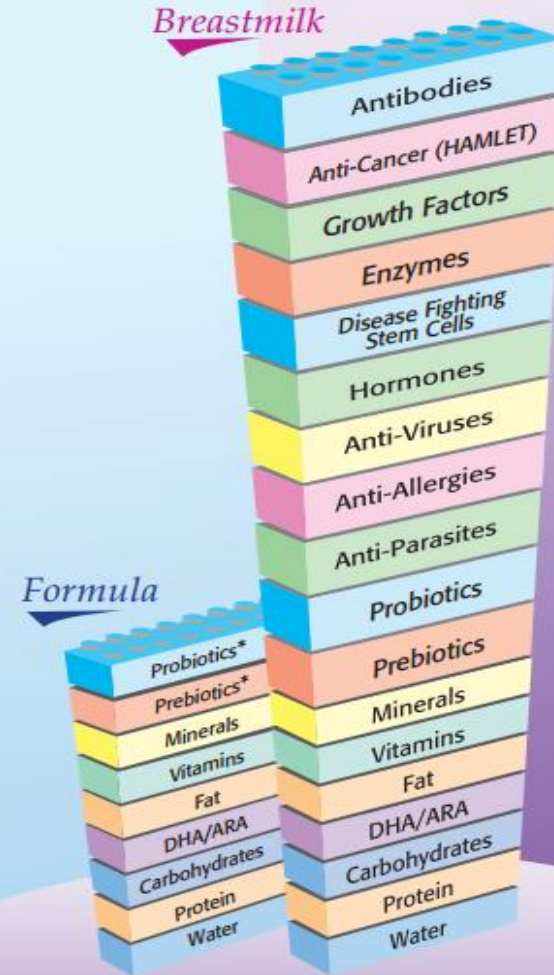 Breastmilk
Antibodies
Anti-Cancer (HAMLET)
Growth Factors
Enzymes
Disease Fighting
Stem Cells
Hormones
Anti-Viruses
Anti-Allergies
Anti-Parasites
Probiotics
Prebiotics
Minerals
Vitamins
Fat
DHA/ARA
Carbohydrates
Protein
Water
Formula
Probiotics*
Prebiotics*
Minerals
Vitamins
Fat
DHA/ARA
Carbohydrates
Protein
Water